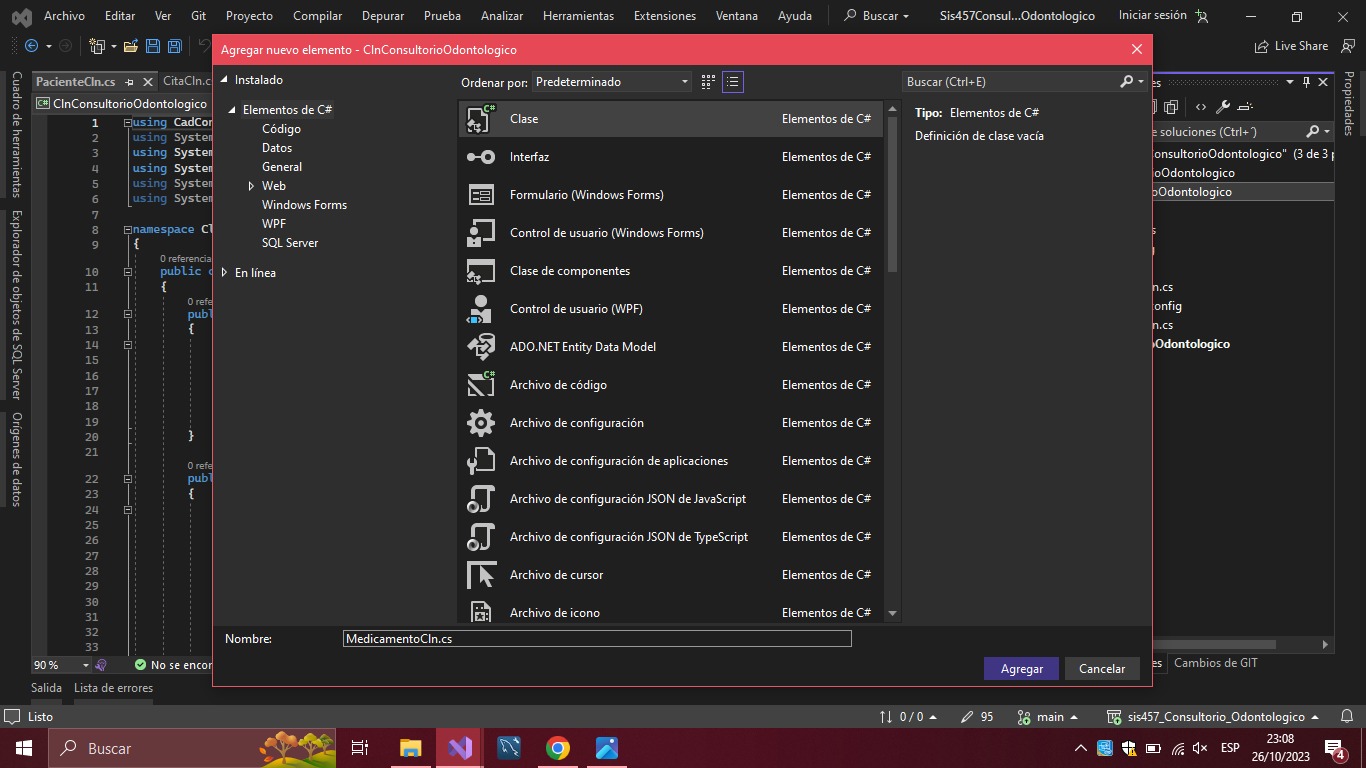 Archivo Editar Ver Git Proyecto Compilar Depurar Prueba Analizar Herramientas Extensiones Ventana Ayuda Buscar Sis457Consul...Odontologico Iniciar sesión
Live Share
Agregar nuevo elemento - ClnConsultorioOdontologico
Instalado
Elementos de C#
Código
Datos
General
Web
Windows Forms
WPF
SQL Server
En línea
Ordenar por: Predeterminado
Buscar (Ctrl+E)
Clase Elementos de C#
Interfaz Elementos de C#
Formulario (Windows Forms) Elementos de C#
Control de usuario (Windows Forms) Elementos de C#
Clase de componentes Elementos de C#
Control de usuario (WPF) Elementos de C#
ADO.NET Entity Data Model Elementos de C#
Archivo de código Elementos de C#
Archivo de configuración Elementos de C#
Archivo de configuración de aplicaciones Elementos de C#
Archivo de configuración JSON de JavaScript Elementos de C#
Archivo de configuración JSON de TypeScript Elementos de C#
Archivo de cursor Elementos de C#
Archivo de icono Elementos de C#
Tipo: Elementos de C#
Definición de clase vacía
Nombre: MedicamentoCln.cs
Agregar Cancelar
Cuadro de herramientas
Explorador de objetos de SQL Server
Orígenes de datos
PacienteCln.cs CitaCln.c
C# ClnConsultorioOdontologico
1 using CadCon
2 using System
3 using System
4 using System
5 using System
6 using System
7
8 namespace Cl
9 {
0 referencia
10 public c
11 {
0 refe
12 publ
13 {
14
15
16
17
18
19
20 }
21
0 refe
22 publ
23 {
24
25
26
27
28
29
30
31
32
33
90 % No se encor
Salida Lista de errores
es
e soluciones (Ctrl+´)
onsultorioOdontologico" (3 de 3 p
oOdontologico
oOdontologico
s
g
n.cs
onfig
n.cs
oOdontologico
es Cambios de GIT
Propiedades
Listo 0 / 0 95 main sis457_Consultorio_Odontologico
Buscar
ESP
23:08
26/10/2023
4